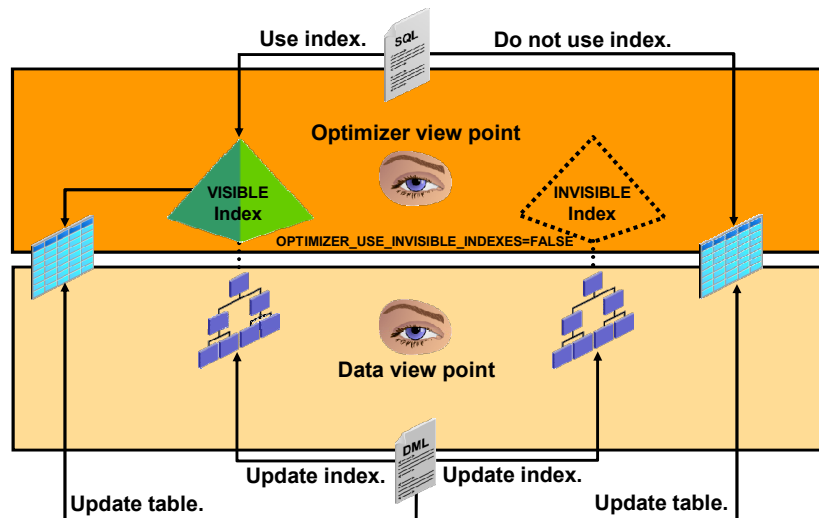 Use index.
SQL
Do not use index.
Optimizer view point
VISIBLE
Index
INVISIBLE
Index
OPTIMIZER_USE_INVISIBLE_INDEXES=FALSE
Data view point
DML
Update index.
Update index.
Update table.
Update table.